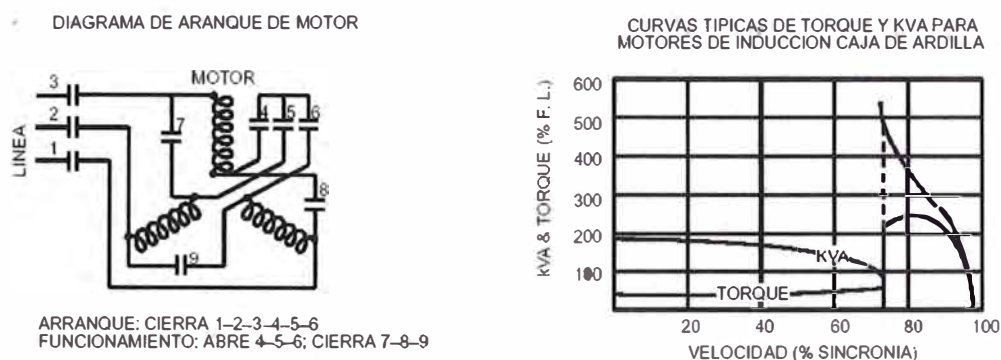 DIAGRAMA DE ARANQUE DE MOTOR
MOTOR
3
2
1
LINEA
4
5
6
7
8
9
ARRANQUE: CIERRA 1–2–3–4–5–6
FUNCIONAMIENTO: ABRE 4–5–6; CIERRA 7–8–9
CURVAS TIPICAS DE TORQUE Y KVA PARA
MOTORES DE INDUCCION CAJA DE ARDILLA
kVA & TORQUE (% F. L.)
600
500
400
300
200
100
KVA
TORQUE
20
40
60
80
100
VELOCIDAD (% SINCRONIA)